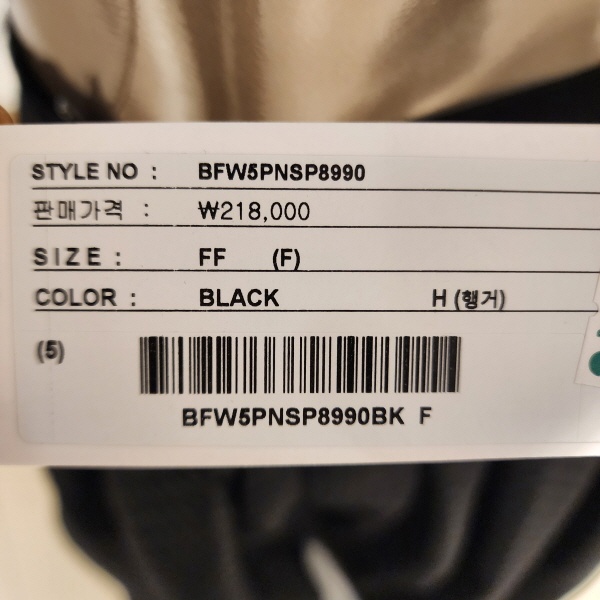 STYLE NO : BFW5PNSP8990
판매가격 : ₩218,000
SIZE : FF (F)
COLOR : BLACK H (행거)
(5)
BFW5PNSP8990BK F